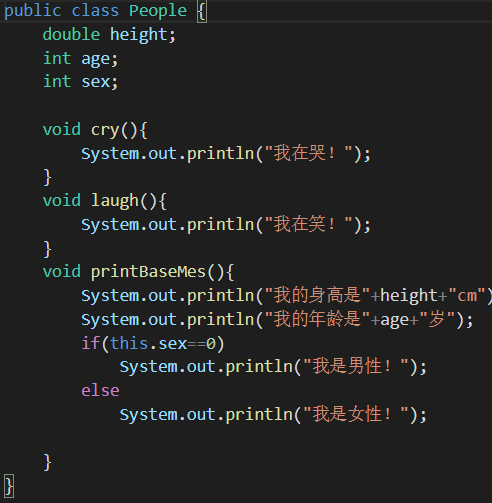 public class People {
    double height;
    int age;
    int sex;

    void cry(){
        System.out.println("我在哭！");
    }
    void laugh(){
        System.out.println("我在笑！");
    }
    void printBaseMes(){
        System.out.println("我的身高是"+height+"cm")
        System.out.println("我的年龄是"+age+"岁");
        if(this.sex==0)
            System.out.println("我是男性！");
        else
            System.out.println("我是女性！");

    }
}